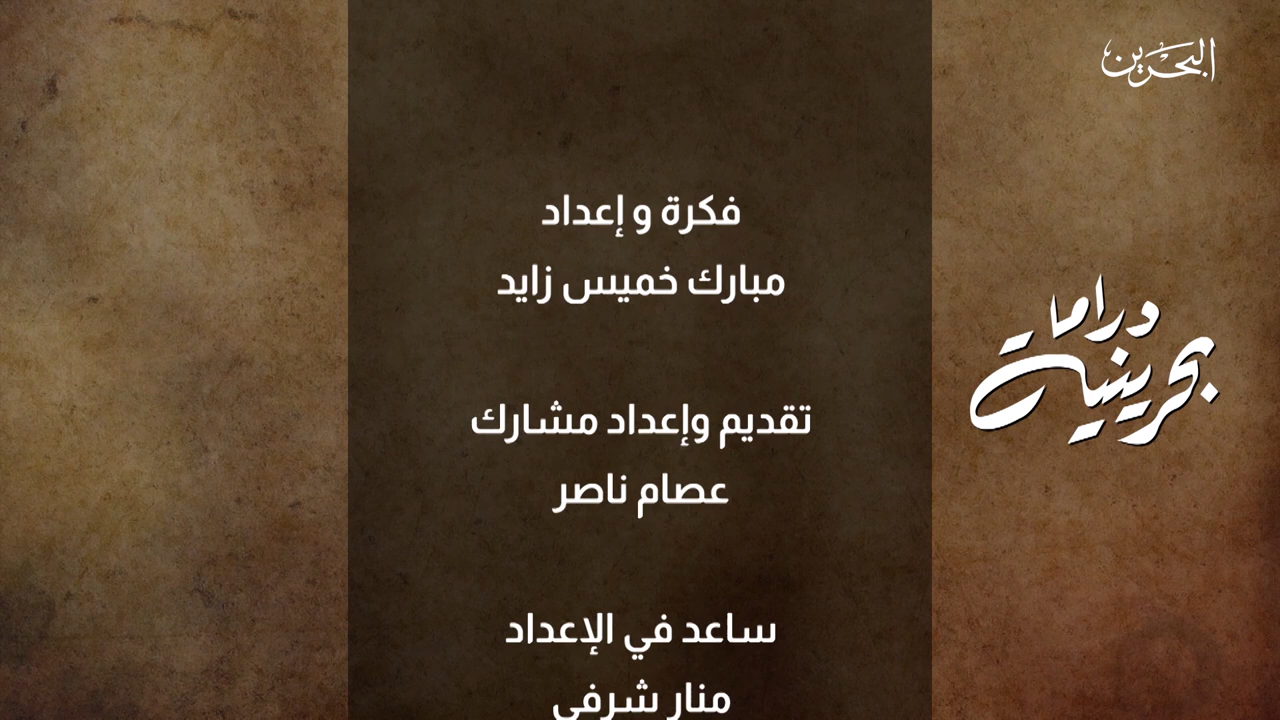 البحرين
فكرة و إعداد
مبارك خميس زايد
تقديم وإعداد مشارك
عصام ناصر
ساعد في الإعداد
منار شرفي
دراما
بحرينية